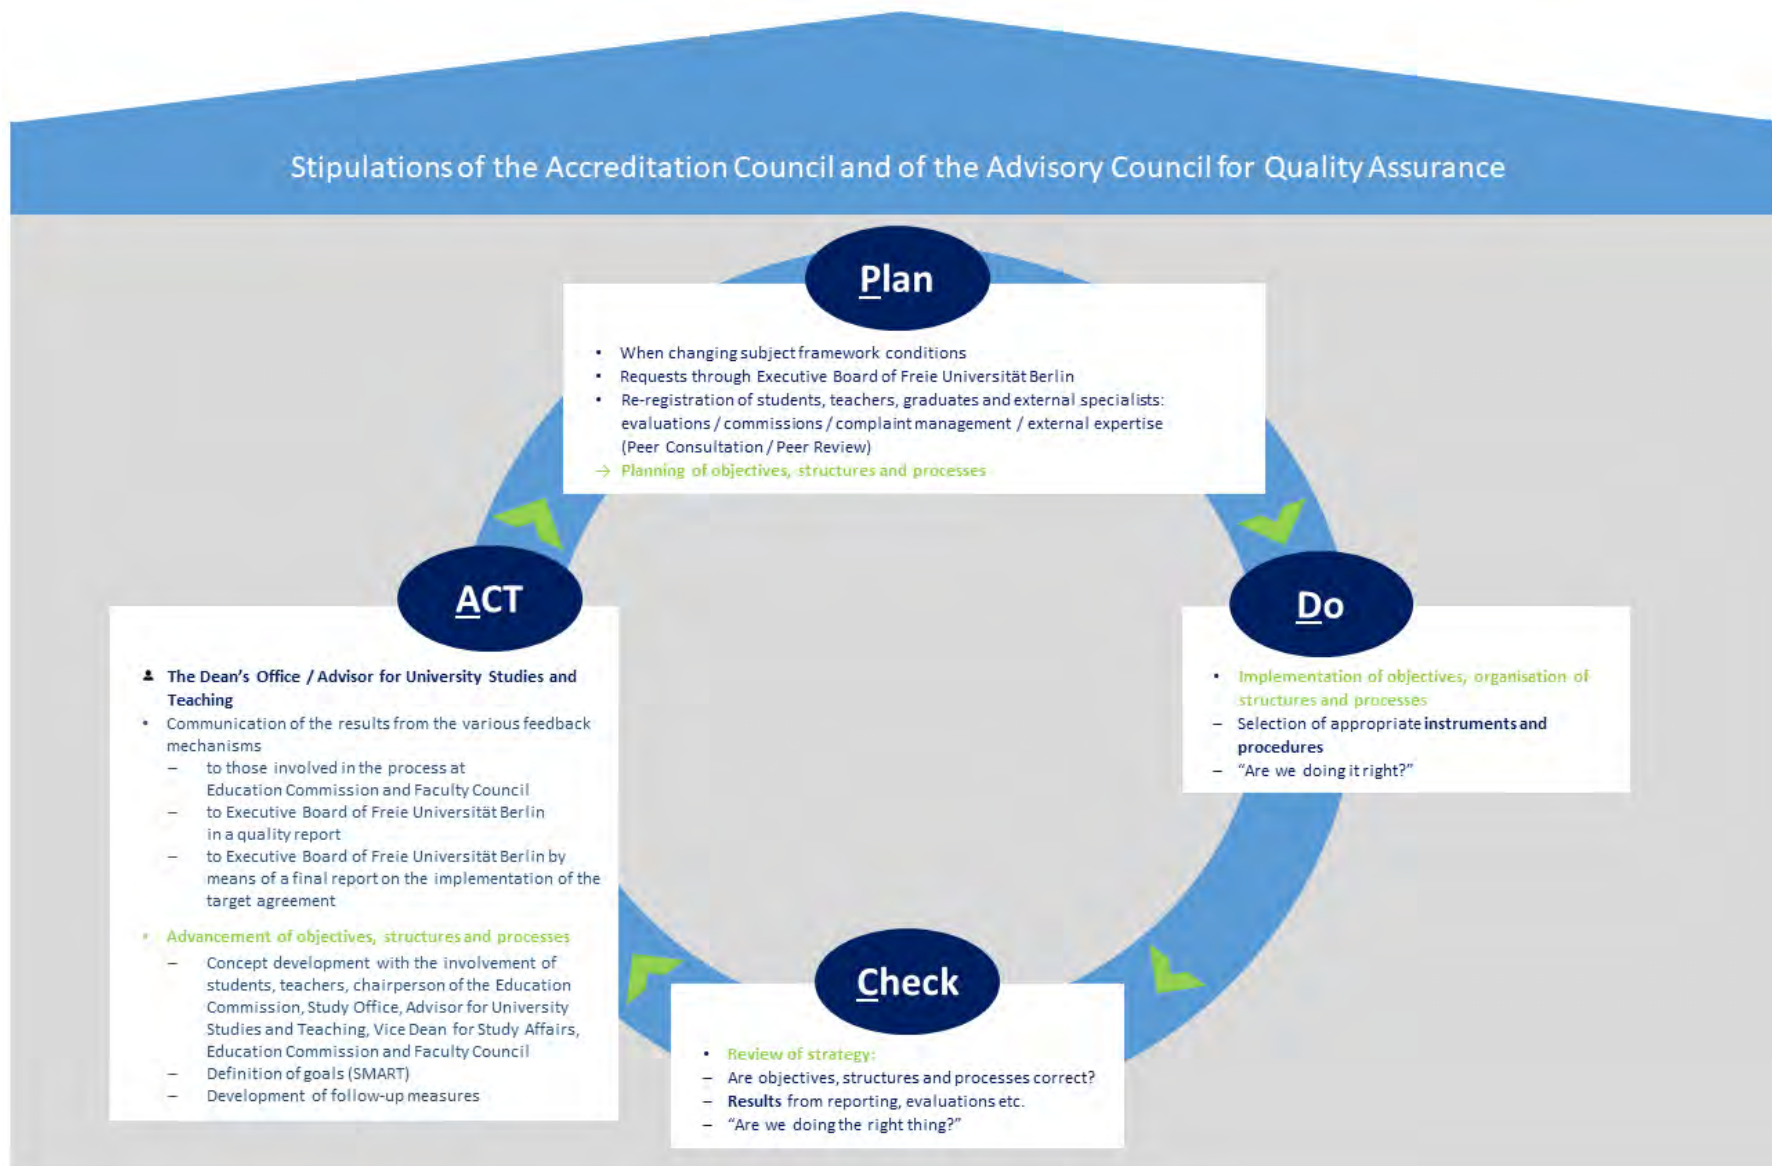 Stipulations of the Accreditation Council and of the Advisory Council for Quality Assurance
Plan
• When changing subject framework conditions
• Requests through Executive Board of Freie Universität Berlin
• Re-registration of students, teachers, graduates and external specialists:
evaluations / commissions / complaint management / external expertise
(Peer Consultation / Peer Review)
→ Planning of objectives, structures and processes
Do
• Implementation of objectives, organisation of
structures and processes
– Selection of appropriate instruments and
procedures
– “Are we doing it right?”
Check
• Review of strategy:
– Are objectives, structures and processes correct?
– Results from reporting, evaluations etc.
– “Are we doing the right thing?”
ACT
The Dean’s Office / Advisor for University Studies and
Teaching
• Communication of the results from the various feedback
mechanisms
– to those involved in the process at
Education Commission and Faculty Council
– to Executive Board of Freie Universität Berlin
in a quality report
– to Executive Board of Freie Universität Berlin by
means of a final report on the implementation of the
target agreement
• Advancement of objectives, structures and processes
– Concept development with the involvement of
students, teachers, chairperson of the Education
Commission, Study Office, Advisor for University
Studies and Teaching, Vice Dean for Study Affairs,
Education Commission and Faculty Council
– Definition of goals (SMART)
– Development of follow-up measures